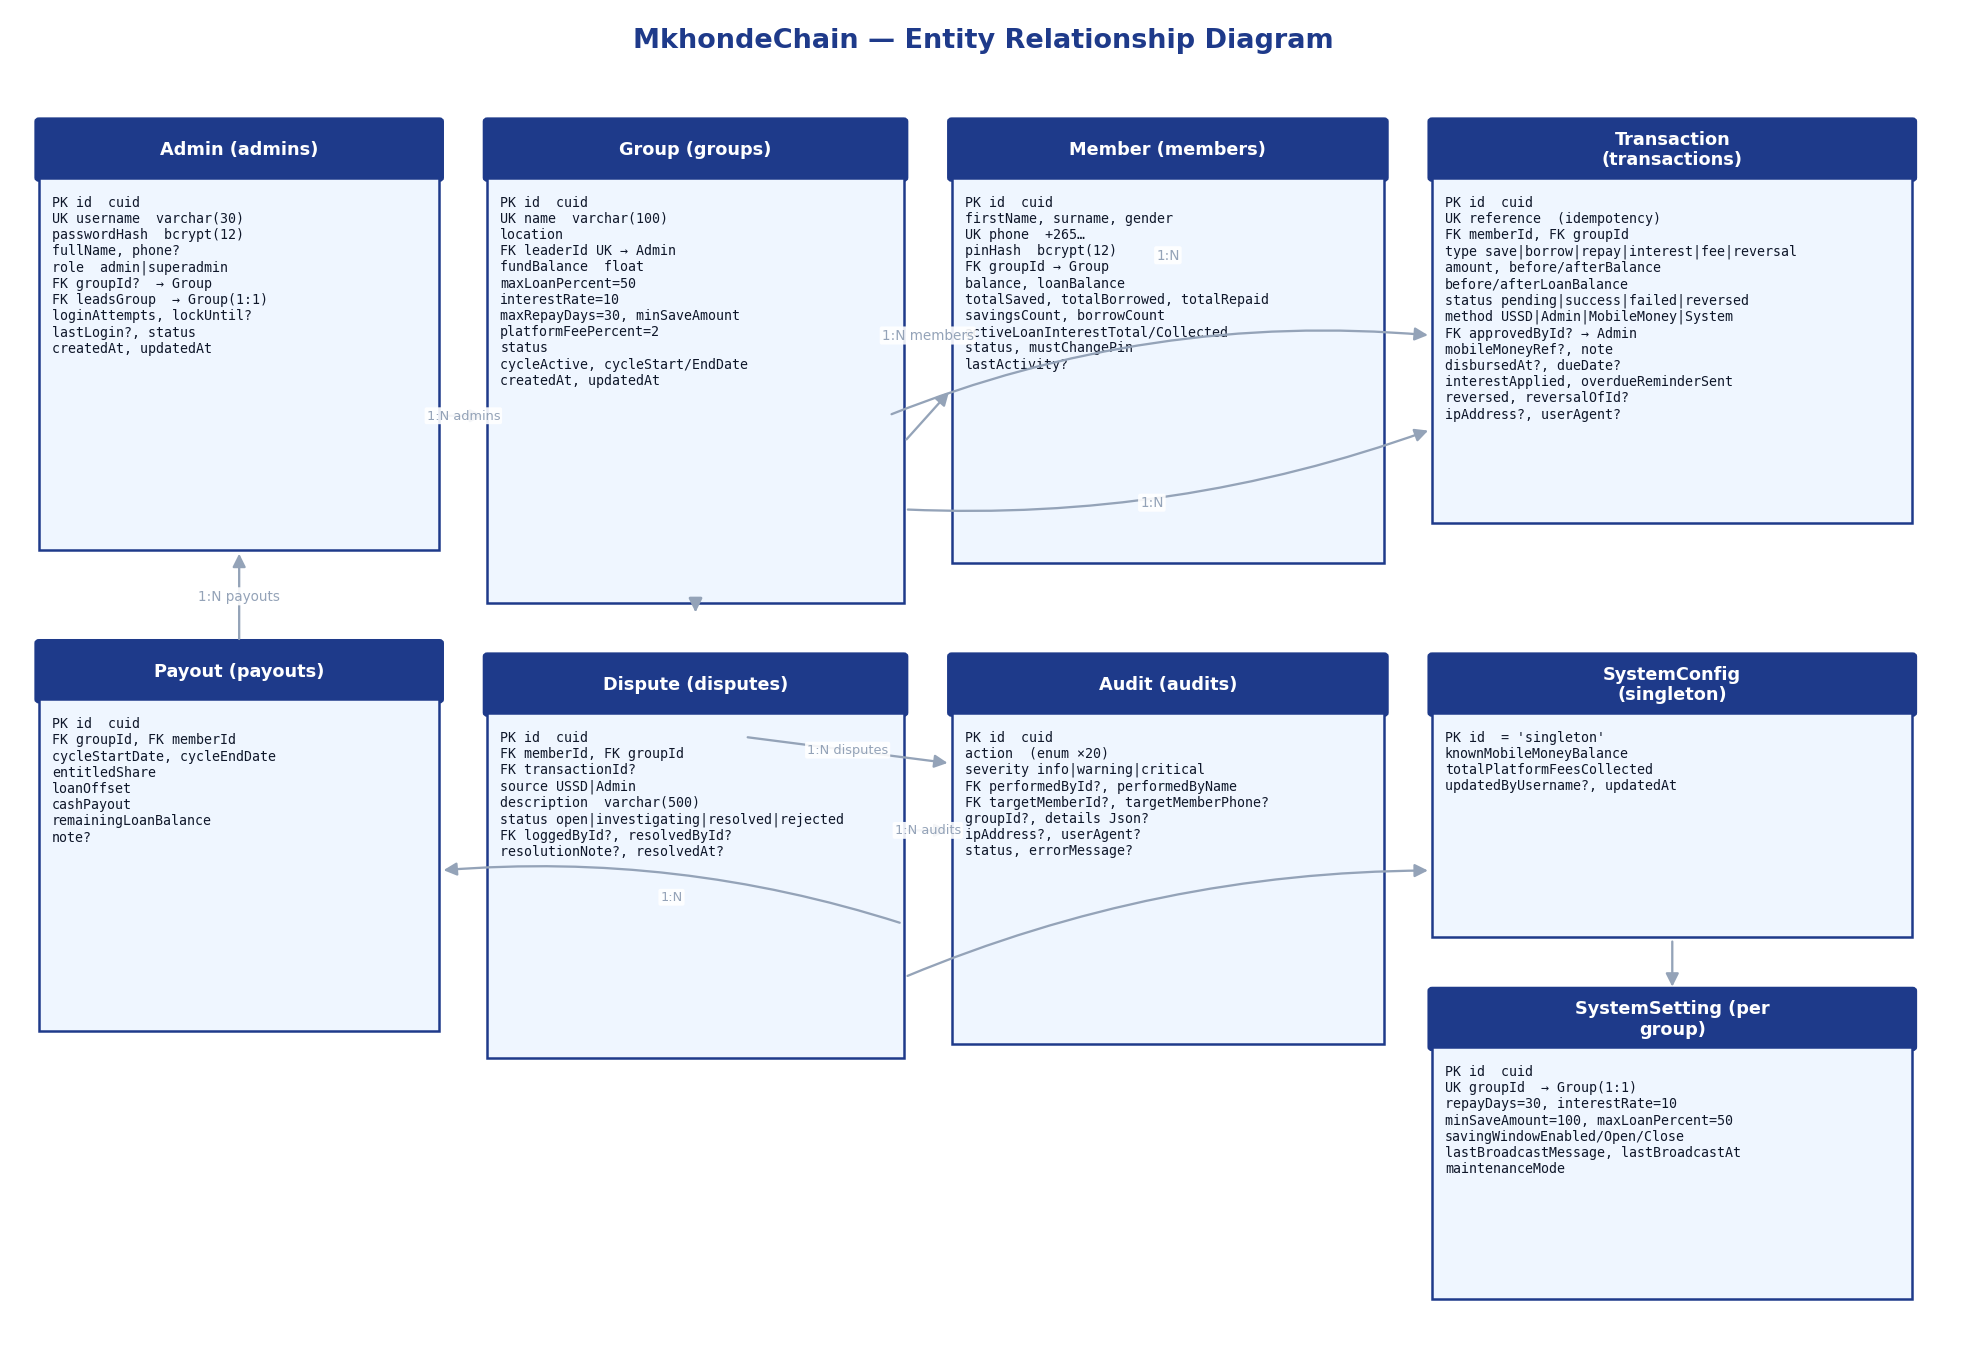 MkhondeChain — Entity Relationship Diagram
Admin (admins)
PK id  cuid
UK username  varchar(30)
passwordHash  bcrypt(12)
fullName, phone?
role  admin|superadmin
FK groupId?  → Group
FK leadsGroup  → Group(1:1)
loginAttempts, lockUntil?
lastLogin?, status
createdAt, updatedAt
1:N admins
Group (groups)
PK id  cuid
UK name  varchar(100)
location
FK leaderId UK → Admin
fundBalance  float
maxLoanPercent=50
interestRate=10
maxRepayDays=30, minSaveAmount
platformFeePercent=2
status
cycleActive, cycleStart/EndDate
createdAt, updatedAt
1:N members
Member (members)
PK id  cuid
firstName, surname, gender
UK phone  +265…
pinHash  bcrypt(12)
1:N
FK groupId → Group
balance, loanBalance
totalSaved, totalBorrowed, totalRepaid
savingsCount, borrowCount
activeLoanInterestTotal/Collected
status, mustChangePin
lastActivity?
1:N
Transaction
(transactions)
PK id  cuid
UK reference  (idempotency)
FK memberId, FK groupId
type save|borrow|repay|interest|fee|reversal
amount, before/afterBalance
before/afterLoanBalance
status pending|success|failed|reversed
method USSD|Admin|MobileMoney|System
FK approvedById? → Admin
mobileMoneyRef?, note
disbursedAt?, dueDate?
interestApplied, overdueReminderSent
reversed, reversalOfId?
ipAddress?, userAgent?
1:N payouts
Payout (payouts)
PK id  cuid
FK groupId, FK memberId
cycleStartDate, cycleEndDate
entitledShare
loanOffset
cashPayout
remainingLoanBalance
note?
Dispute (disputes)
PK id  cuid
FK memberId, FK groupId
1:N disputes
FK transactionId?
source USSD|Admin
description  varchar(500)
status open|investigating|resolved|rejected
FK loggedById?, resolvedById?
resolutionNote?, resolvedAt?
1:N
1:N audits
Audit (audits)
PK id  cuid
action  (enum ×20)
severity info|warning|critical
FK performedById?, performedByName
FK targetMemberId?, targetMemberPhone?
groupId?, details Json?
ipAddress?, userAgent?
status, errorMessage?
SystemConfig
(singleton)
PK id  = 'singleton'
knownMobileMoneyBalance
totalPlatformFeesCollected
updatedByUsername?, updatedAt
SystemSetting (per
group)
PK id  cuid
UK groupId  → Group(1:1)
repayDays=30, interestRate=10
minSaveAmount=100, maxLoanPercent=50
savingWindowEnabled/Open/Close
lastBroadcastMessage, lastBroadcastAt
maintenanceMode